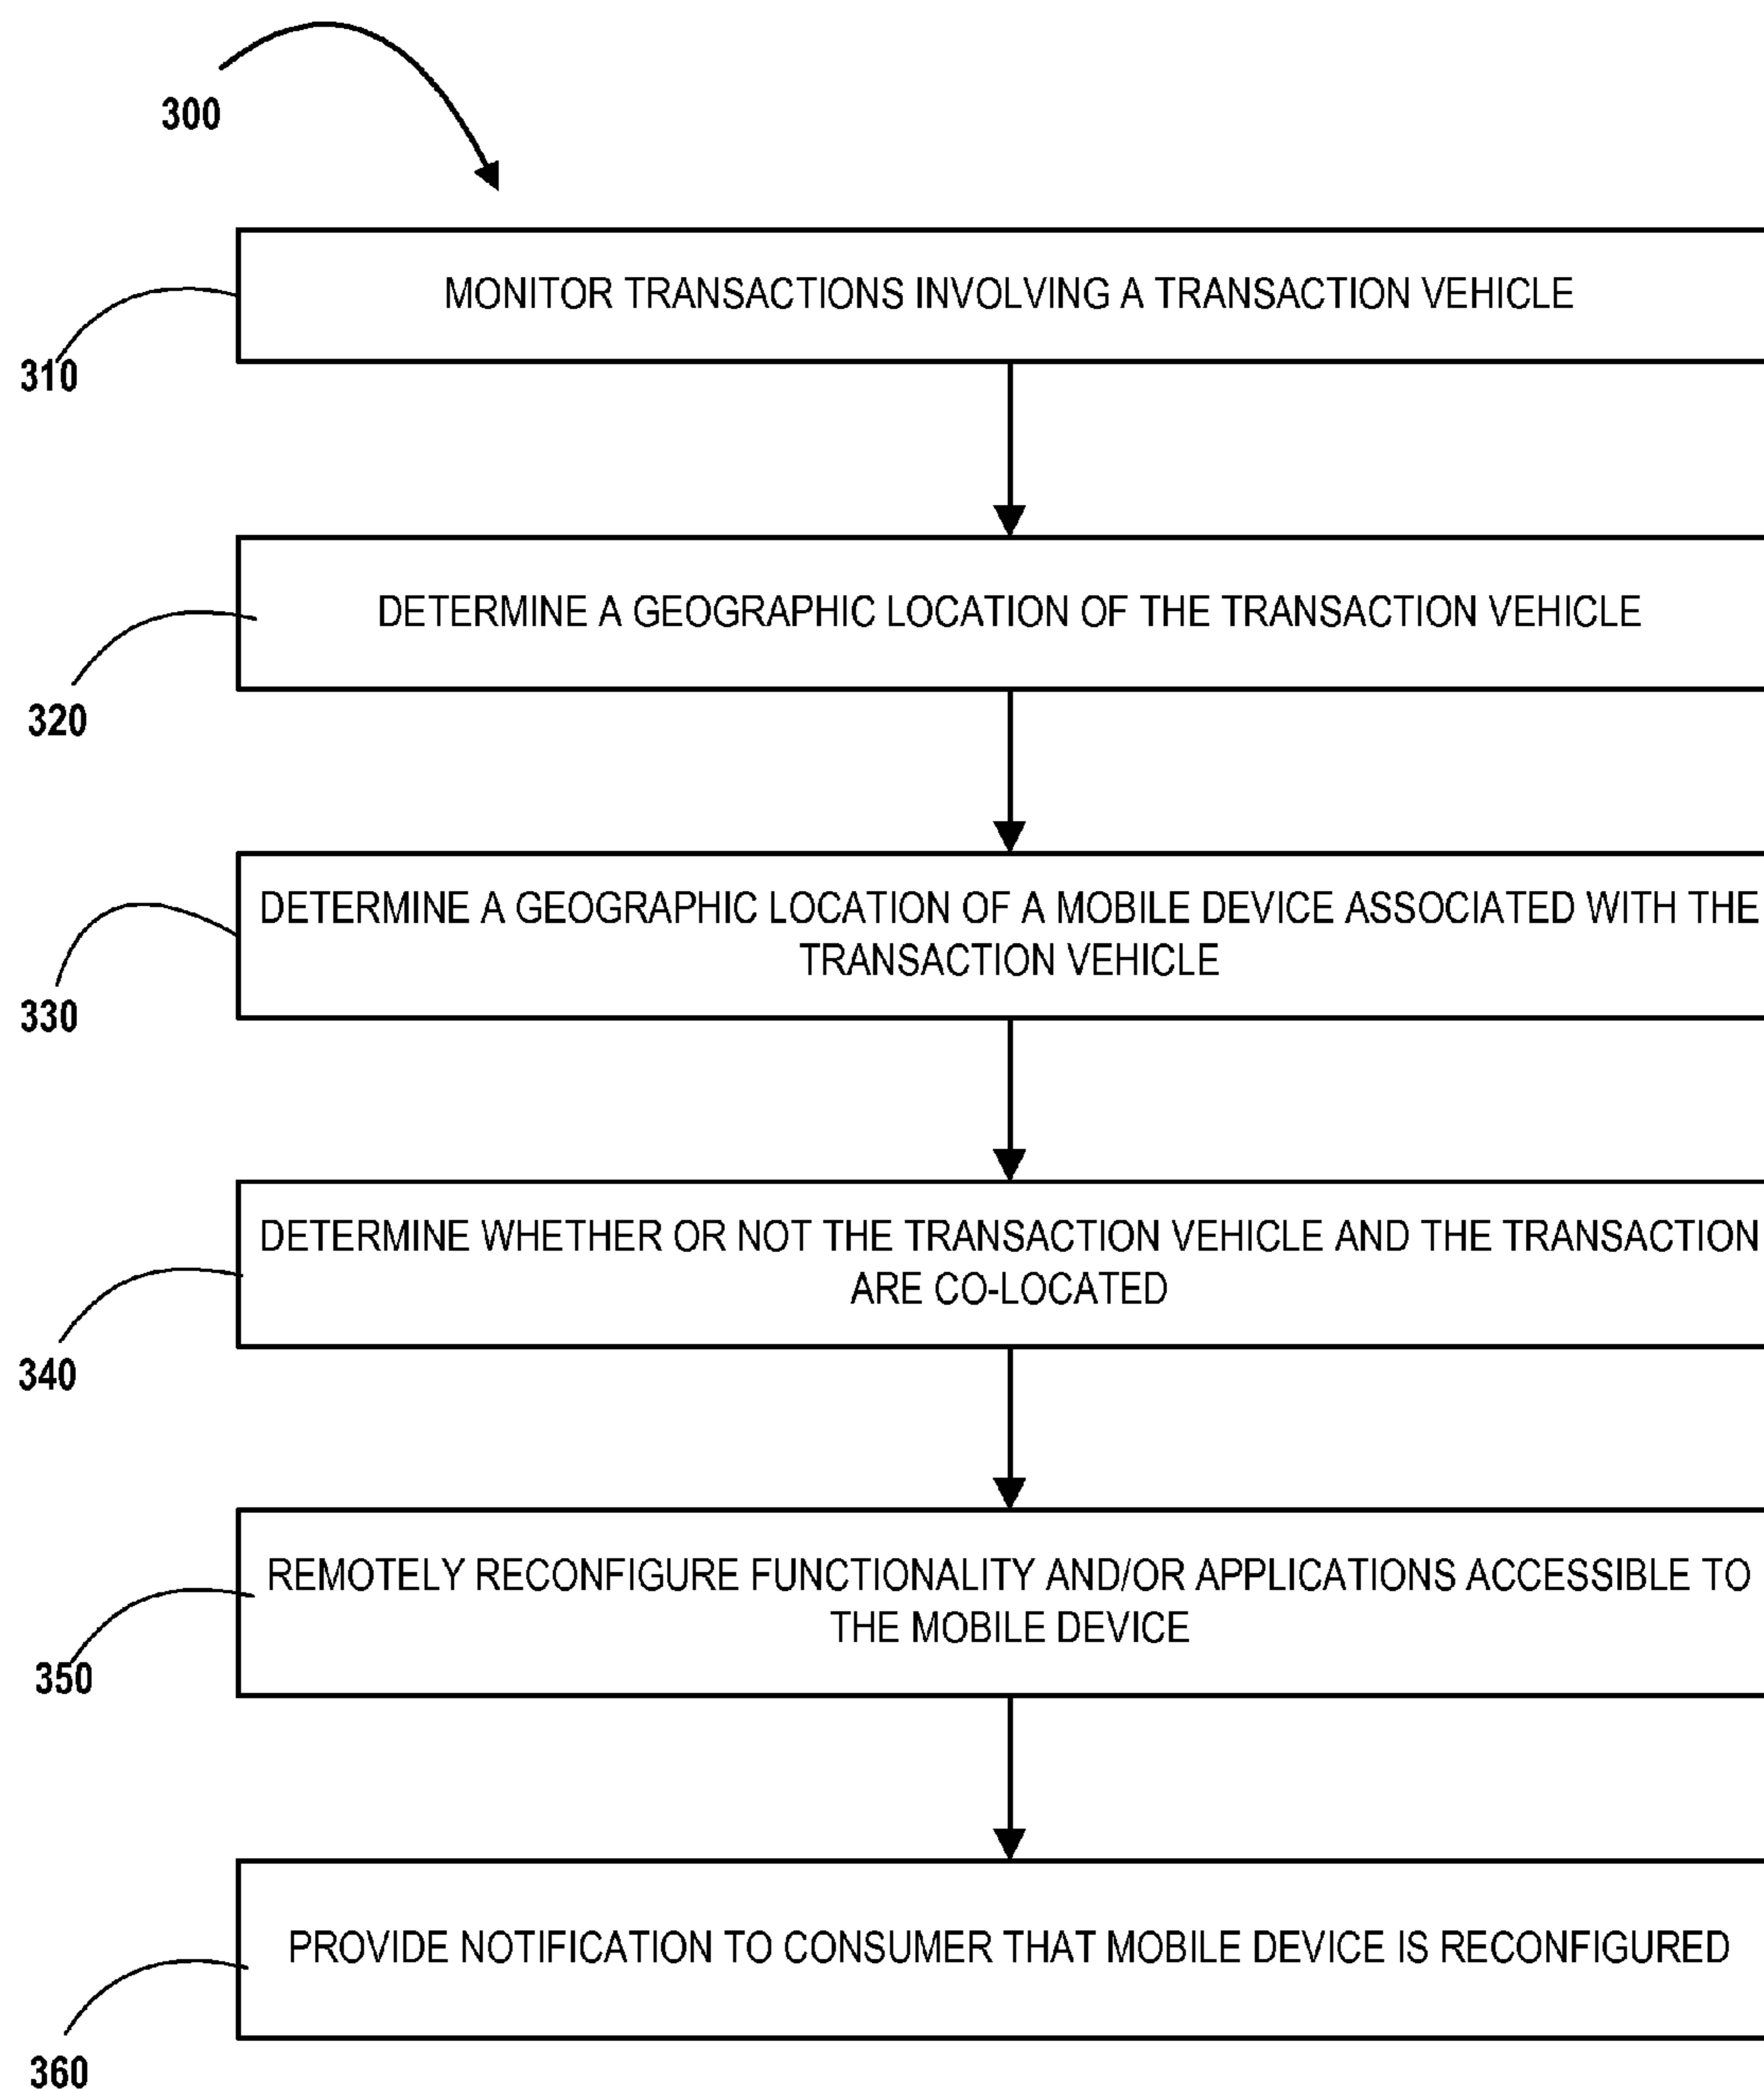 300
MONITOR TRANSACTIONS INVOLVING A TRANSACTION VEHICLE
310
DETERMINE A GEOGRAPHIC LOCATION OF THE TRANSACTION VEHICLE
320
DETERMINE A GEOGRAPHIC LOCATION OF A MOBILE DEVICE ASSOCIATED WITH THE
TRANSACTION VEHICLE
330
DETERMINE WHETHER OR NOT THE TRANSACTION VEHICLE AND THE TRANSACTION
ARE CO-LOCATED
340
REMOTELY RECONFIGURE FUNCTIONALITY AND/OR APPLICATIONS ACCESSIBLE TO
THE MOBILE DEVICE
350
PROVIDE NOTIFICATION TO CONSUMER THAT MOBILE DEVICE IS RECONFIGURED
360